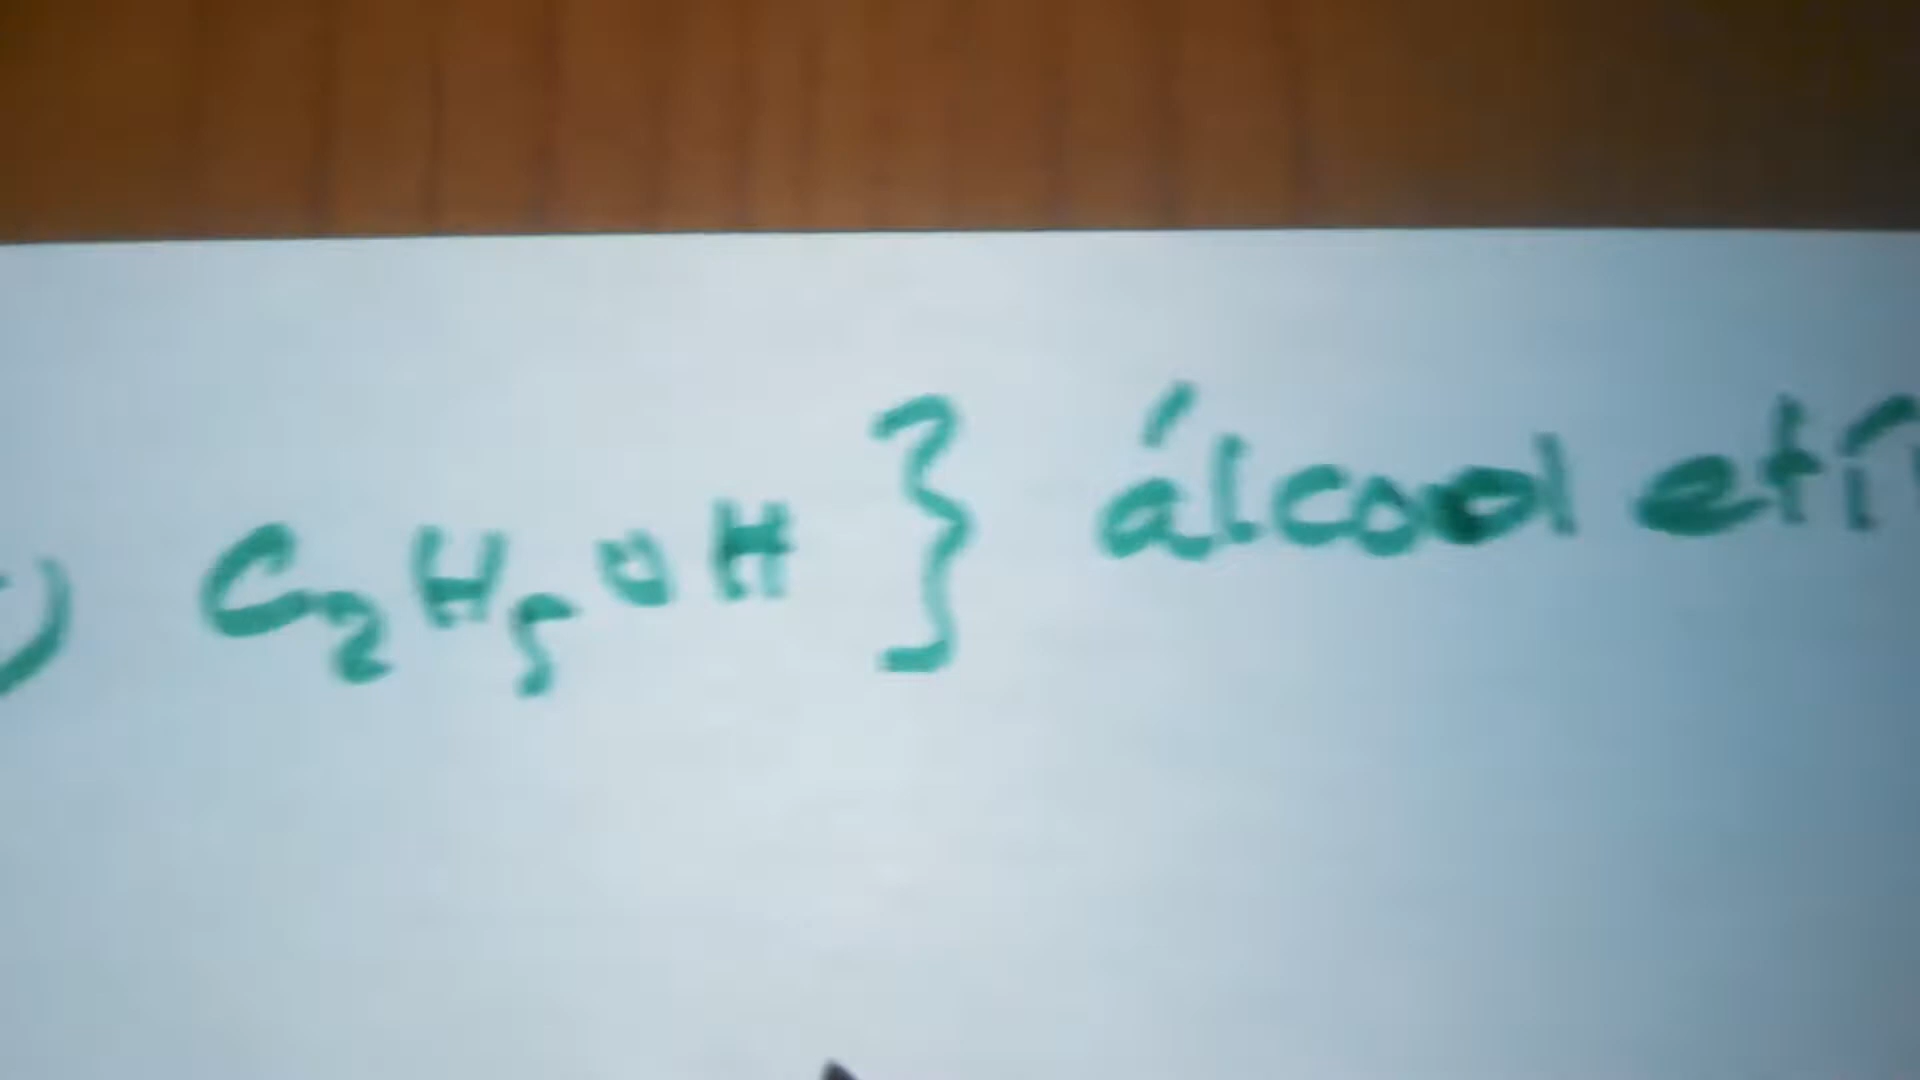 ) C₂H₅OH } álcool etí